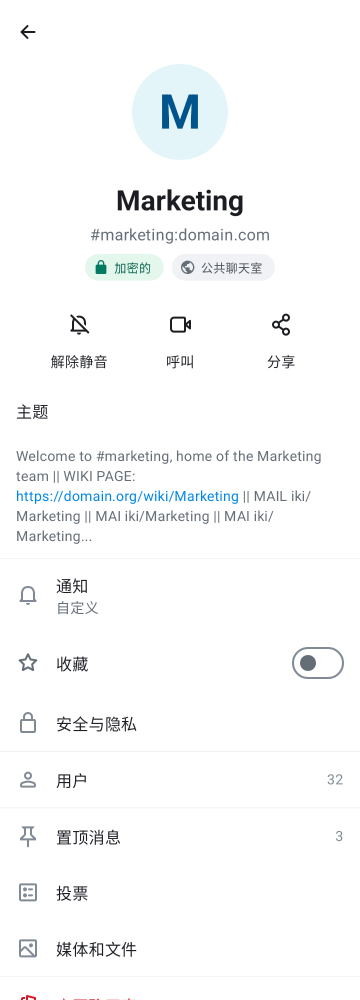 M
Marketing
#marketing:domain.com
加密的
公共聊天室
解除静音
呼叫
分享
主题
Welcome to #marketing, home of the Marketing
team || WIKI PAGE:
https://domain.org/wiki/Marketing || MAIL iki/
Marketing || MAI iki/Marketing || MAI iki/
Marketing...
通知
自定义
收藏
安全与隐私
用户
32
置顶消息
3
投票
媒体和文件